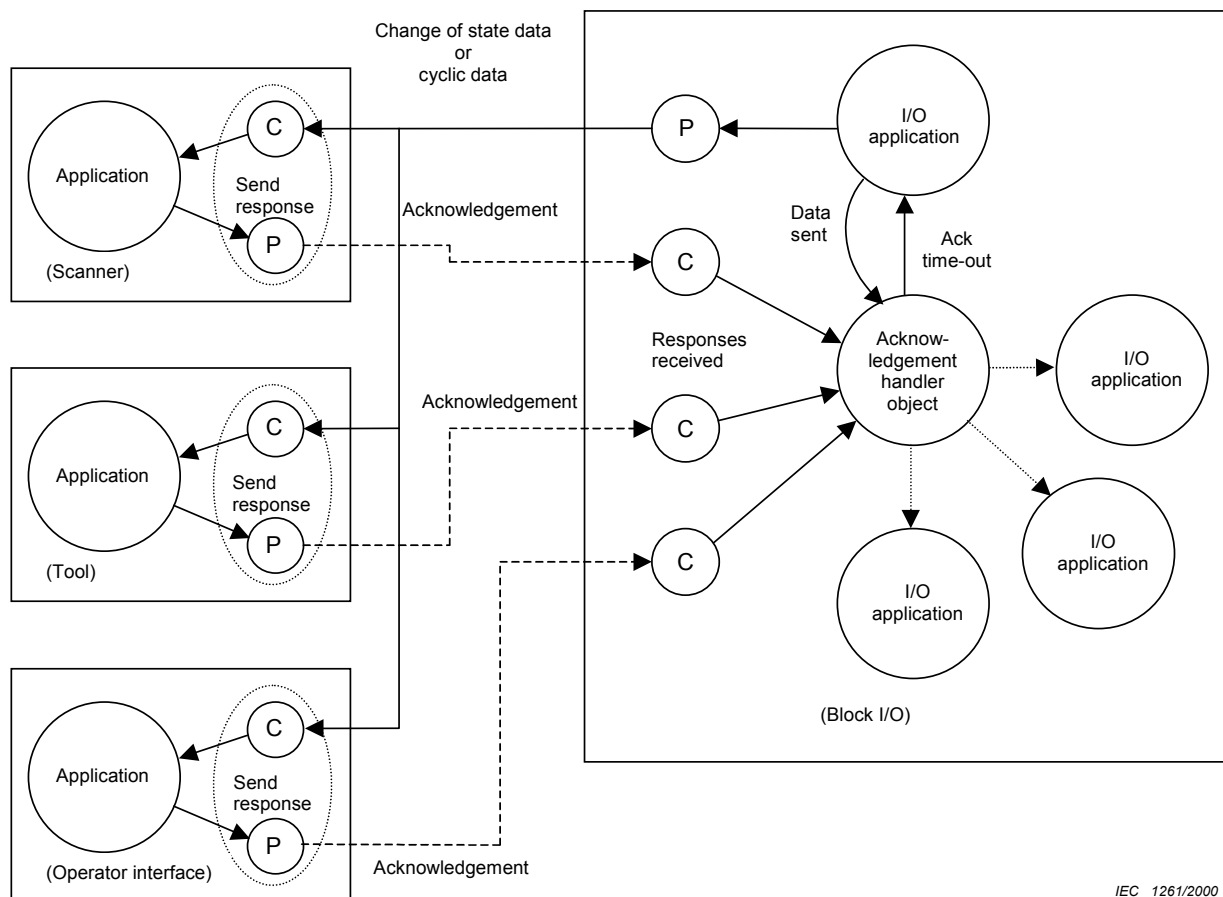 Change of state data
or
cyclic data
C
Application
Send
response
P
(Scanner)
Acknowledgement
C
Application
Send
response
P
(Tool)
Acknowledgement
C
Application
Send
response
P
(Operator interface)
Acknowledgement
P
I/O
application
Data
sent
Ack
time-out
C
Responses
received
C
C
Acknow-
ledgement
handler
object
I/O
application
I/O
application
I/O
application
(Block I/O)
IEC 1261/2000